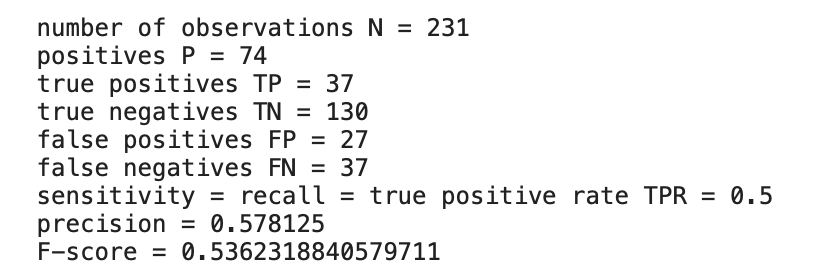 number of observations N = 231
positives P = 74
true positives TP = 37
true negatives TN = 130
false positives FP = 27
false negatives FN = 37
sensitivity = recall = true positive rate TPR = 0.5
precision = 0.578125
F-score = 0.5362318840579711